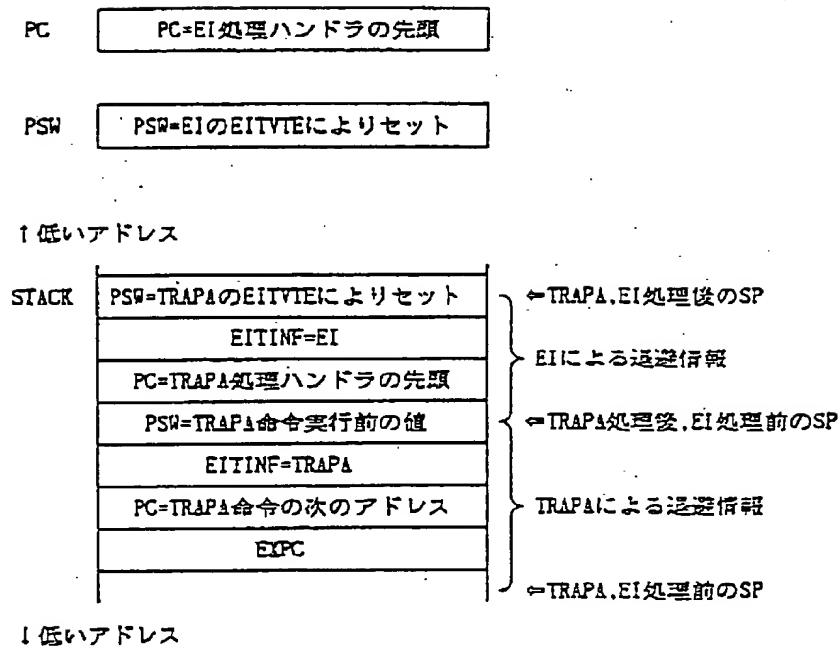 PC PC=EI処理ハンドラの先頭
PSW PSW=EIのEITVTEによりセット
↑低いアドレス
STACK PSW=TRAPAのEITVTEによりセット ⇐TRAPA,EI処理後のSP
EITINF=EI
EIによる退避情報
PC=TRAPA処理ハンドラの先頭
PSW=TRAPA命令実行前の値 ⇐TRAPA処理後,EI処理前のSP
EITINF=TRAPA
PC=TRAPA命令の次のアドレス TRAPAによる退避情報
EXPC
⇐TRAPA,EI処理前のSP
↓低いアドレス